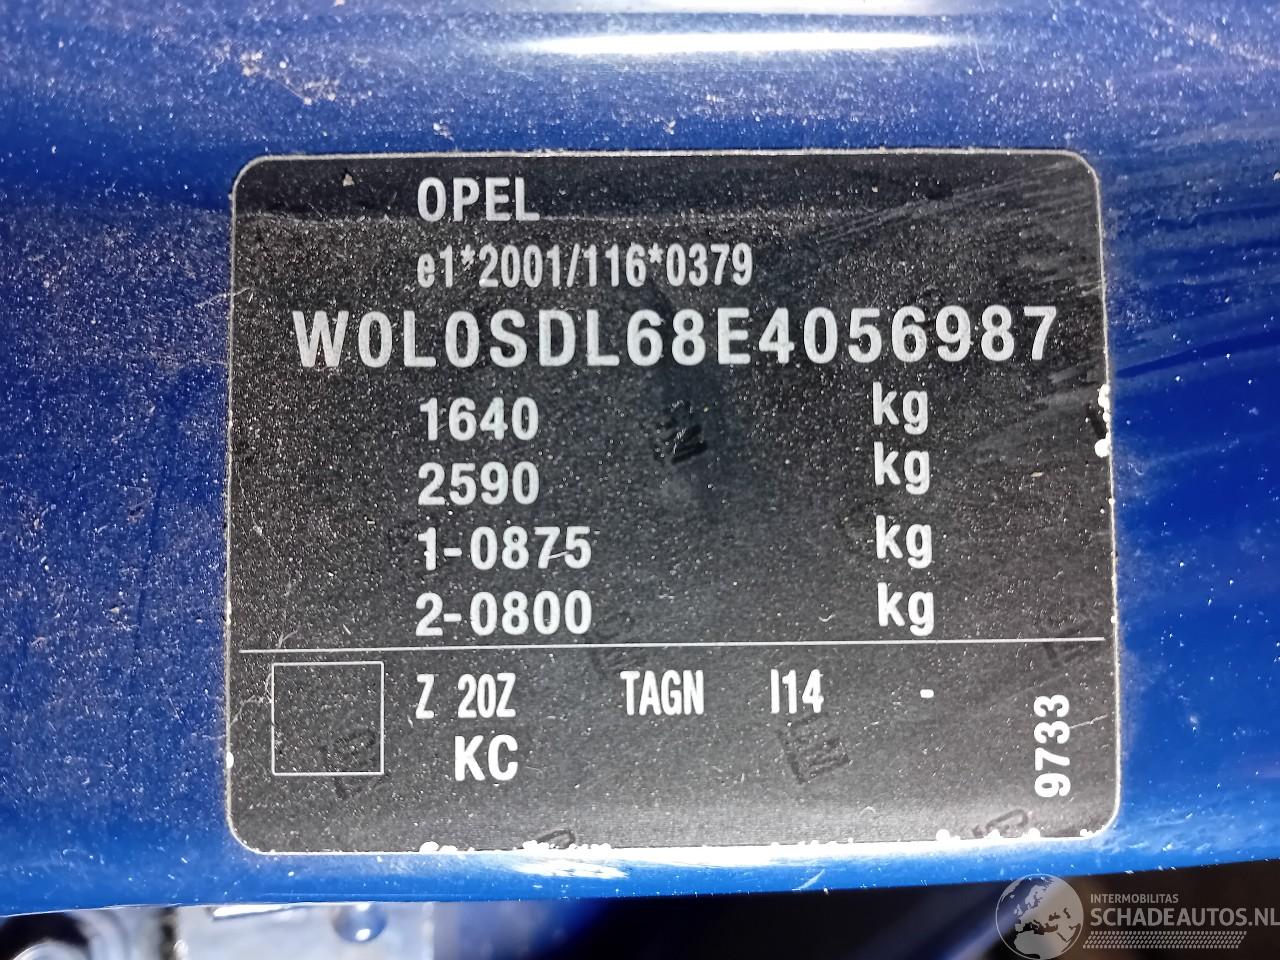 OPEL
e1*2001/116*0379
W0L0SDL68E4056987
1640 kg
2590 kg
1-0875 kg
2-0800 kg
Z 20Z TAGN I14 -
KC
9733
INTERMOBILITAS
SCHADEAUTOS.NL